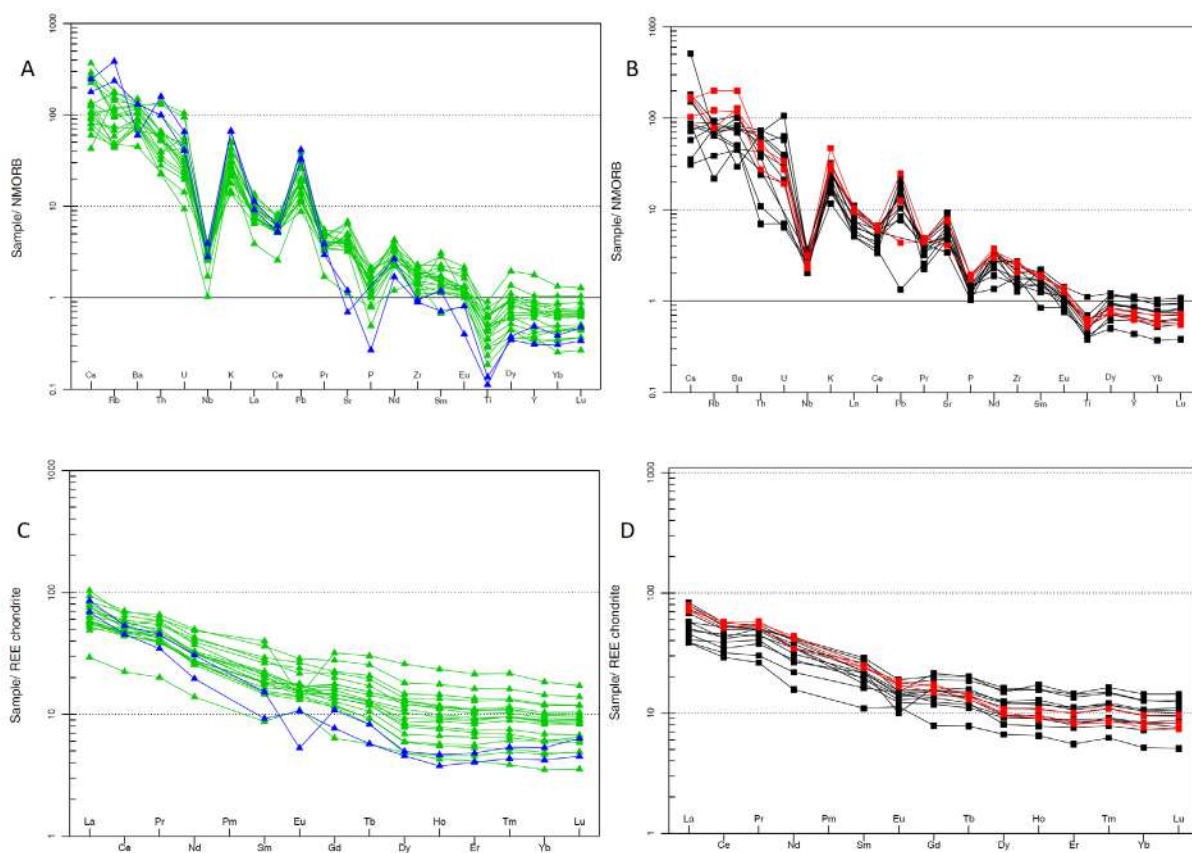 A
Sample/ NMORB
1000
100
10
1
0.1
Cs Ba U K Ce Pr P Zr Eu Dy Yb
Rb Th Nb La Pb Sr Nd Sm Ti Y Lu
B
Sample/ NMORB
1000
100
10
1
0.1
Cs Ba U K Ce Pr P Zr Eu Dy Yb
Rb Th Nb La Pb Sr Nd Sm Ti Y Lu
C
Sample/ REE chondrite
1000
100
10
1
La Pr Pm Eu Tb Ho Tm Lu
Ce Nd Sm Gd Dy Er Yb
D
Sample/ REE chondrite
1000
100
10
1
La Pr Pm Eu Tb Ho Tm Lu
Ce Nd Sm Gd Dy Er Yb